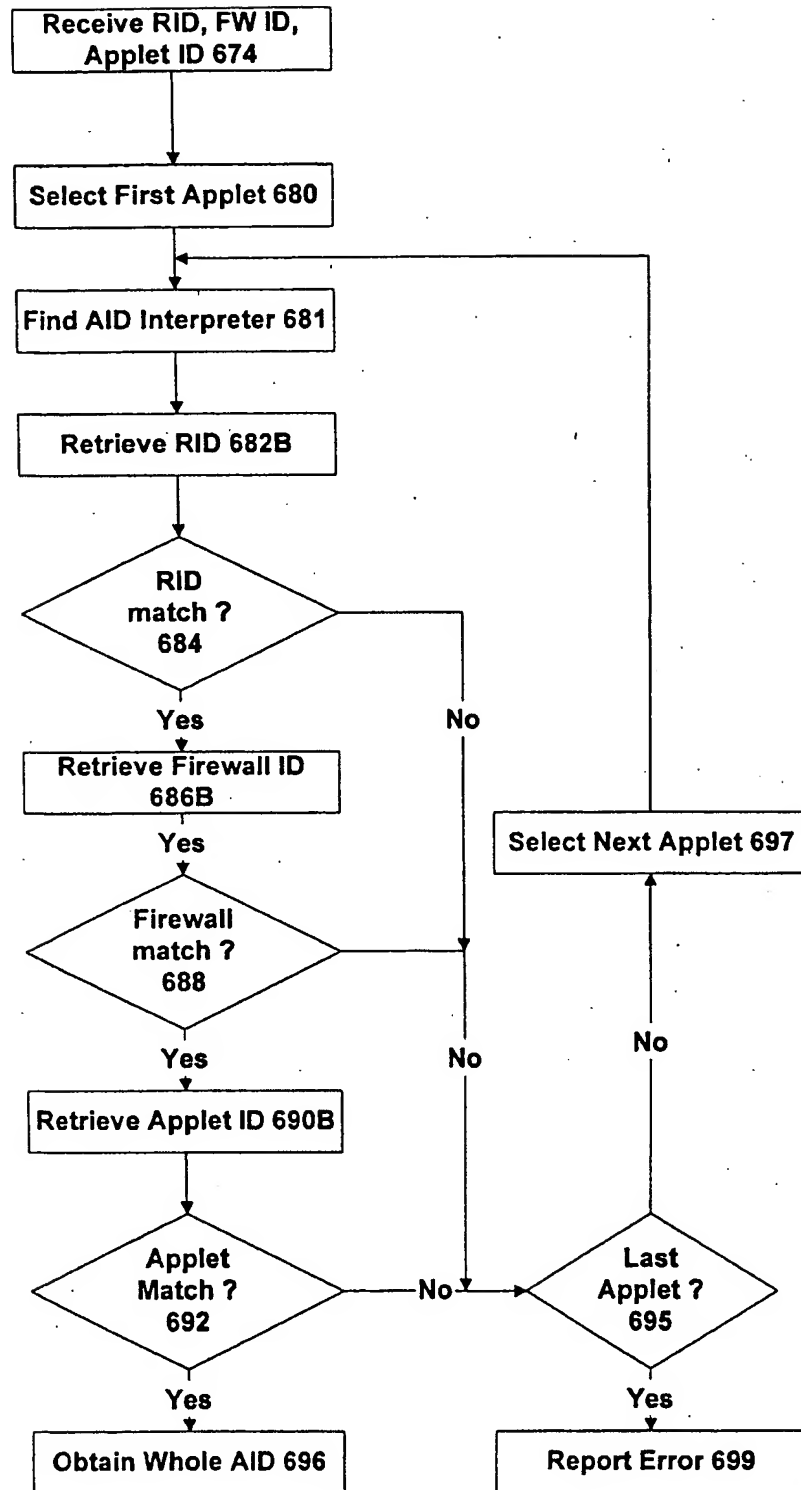 Receive RID, FW ID,
Applet ID 674
Select First Applet 680
Find AID Interpreter 681
Retrieve RID 682B
RID
match ?
684
Yes
No
Retrieve Firewall ID
686B
Yes
Select Next Applet 697
Firewall
match ?
688
Yes
No
No
Retrieve Applet ID 690B
Applet
Match ?
692
No
Last
Applet ?
695
Yes
Yes
Obtain Whole AID 696
Report Error 699